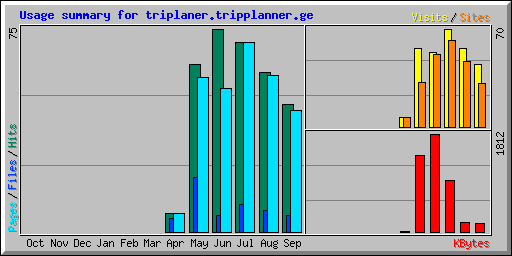 Usage summary for triplaner.tripplanner.ge
Visits / Sites
75
70
1812
Pages / Files / Hits
Oct Nov Dec Jan Feb Mar Apr May Jun Jul Aug Sep
KBytes